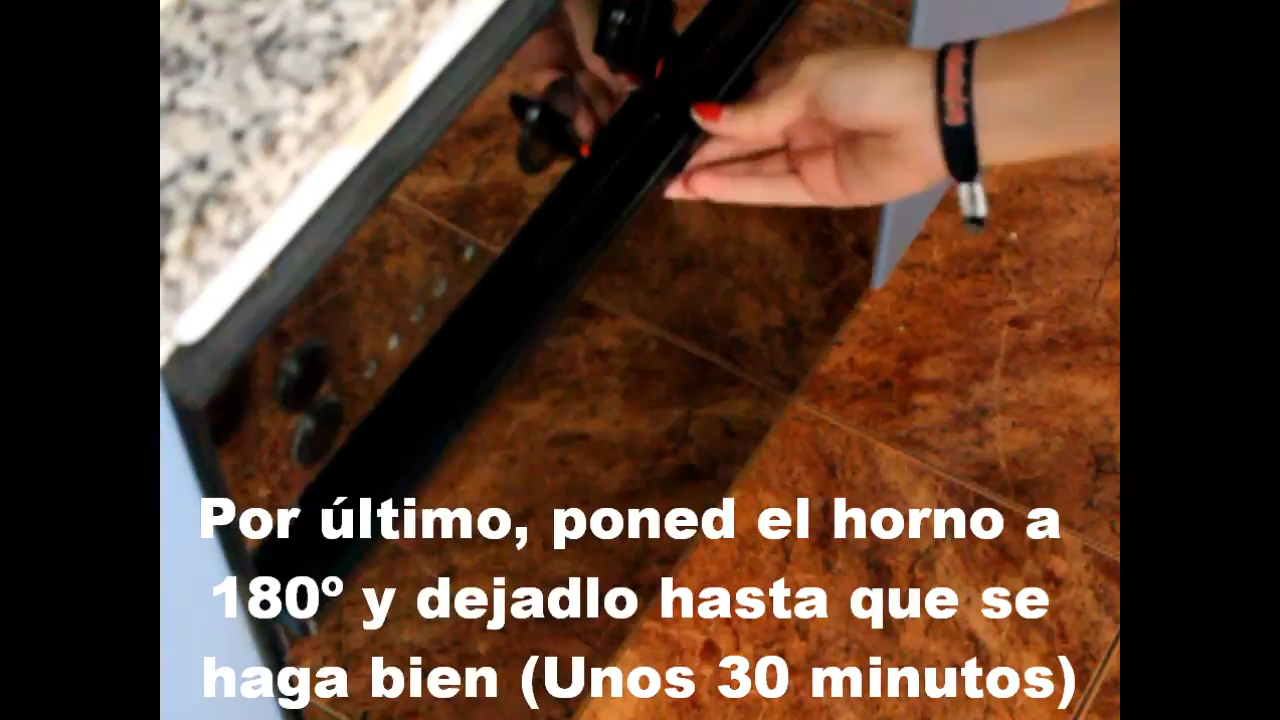 Por último, poned el horno a
180º y dejadlo hasta que se
haga bien (Unos 30 minutos)